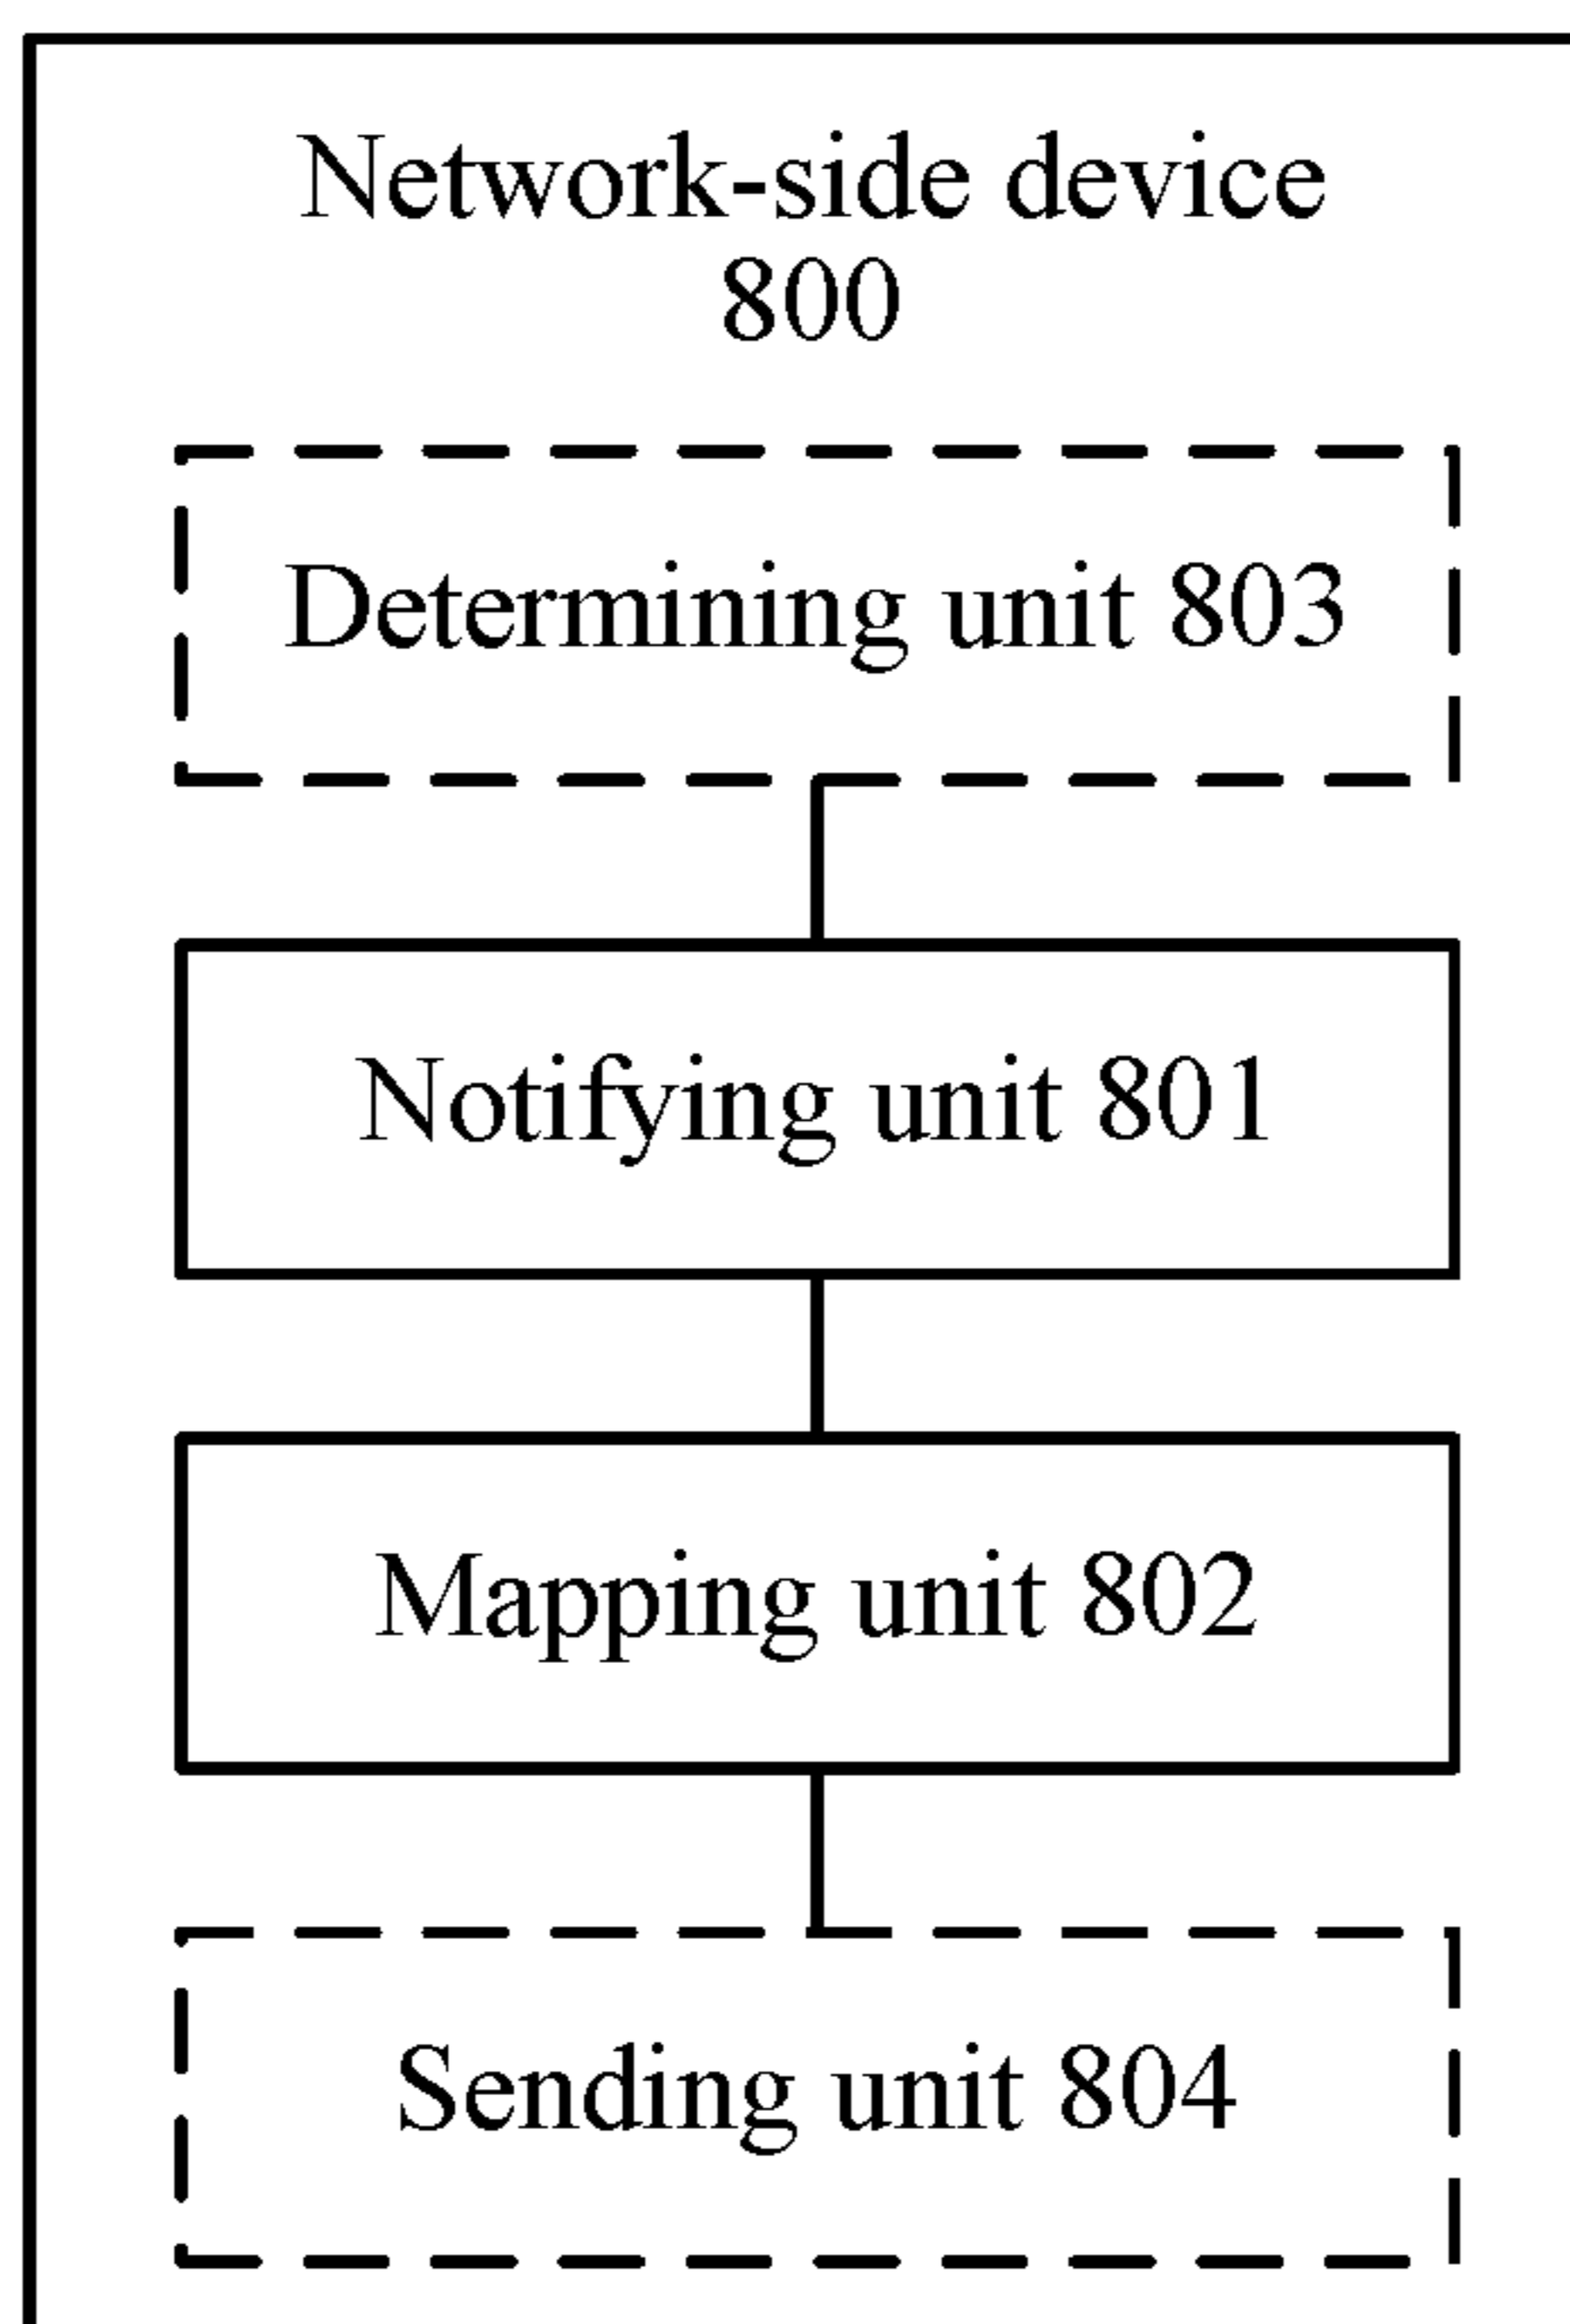 Network-side device
800
Determining unit 803
Notifying unit 801
Mapping unit 802
Sending unit 804